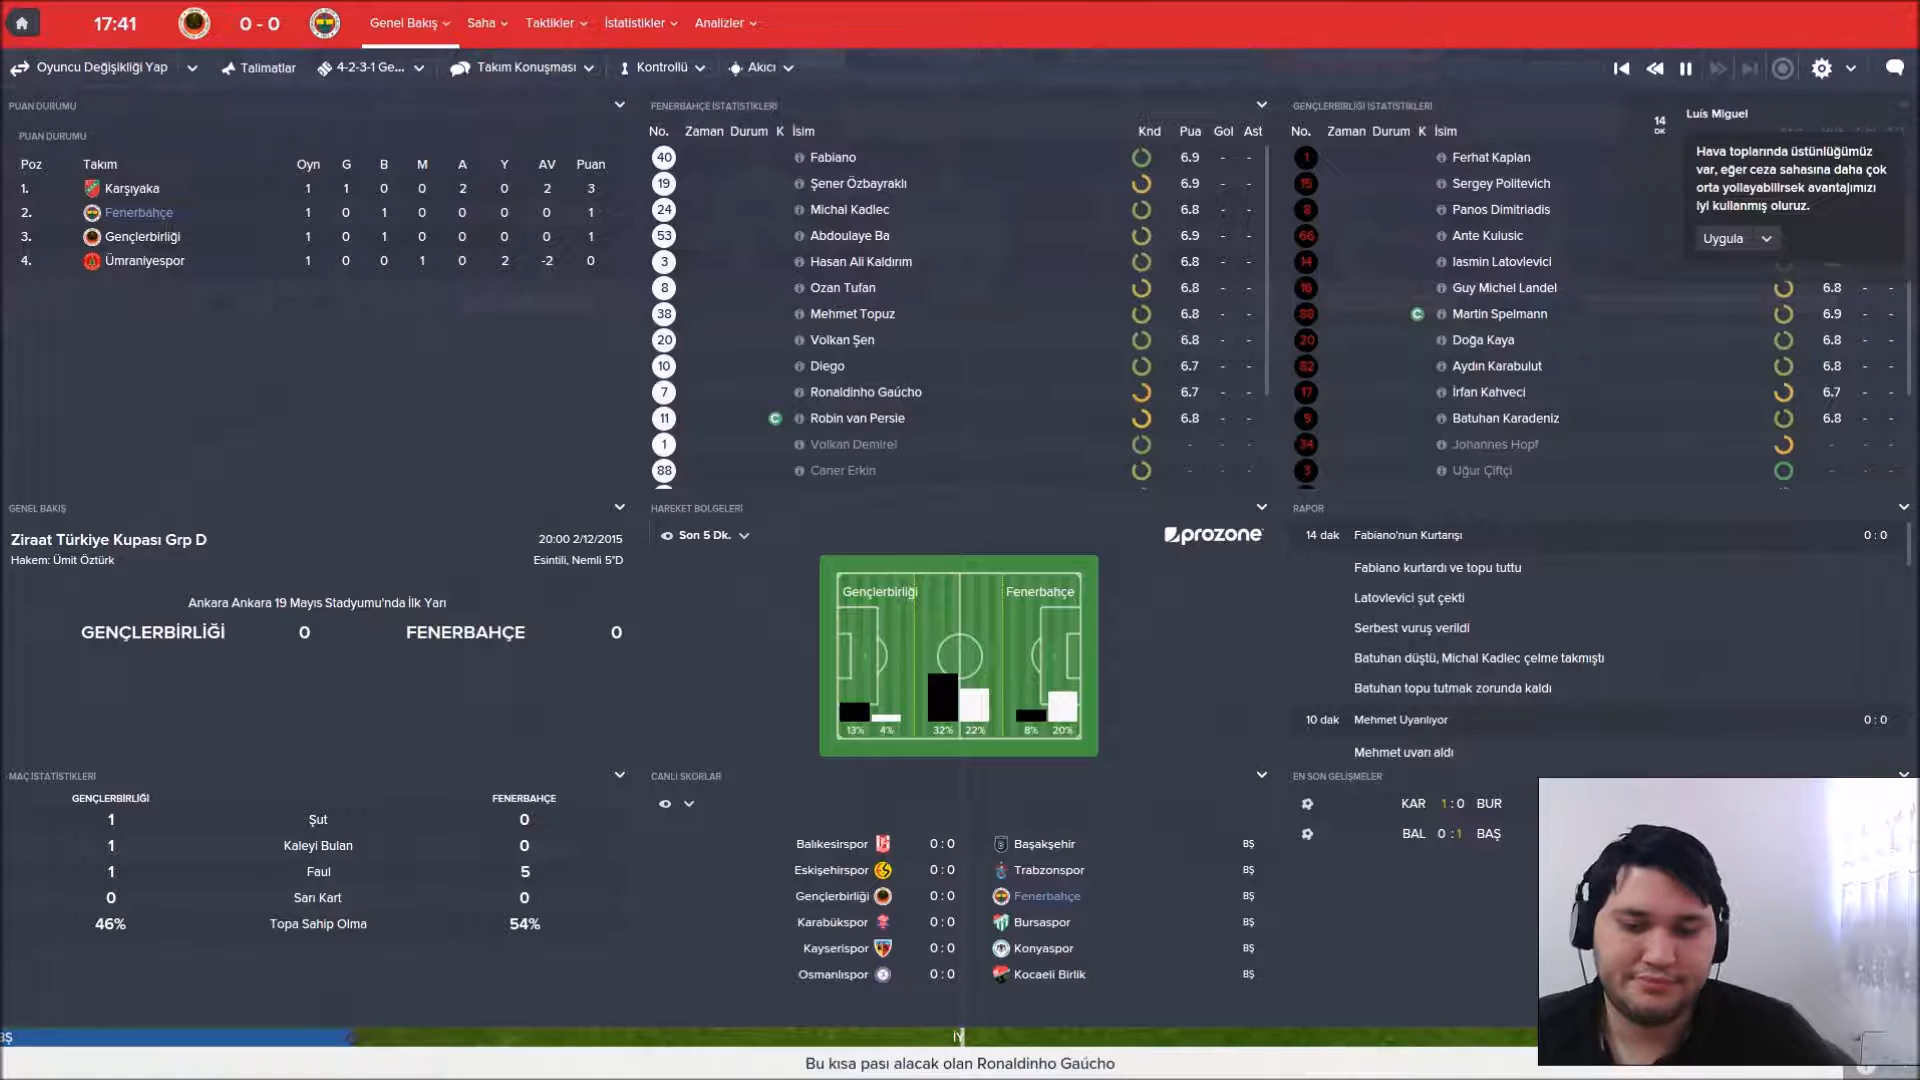 17:41 0 - 0 Genel Bakış Saha Taktikler İstatistikler Analizler
Oyuncu Değişikliği Yap Talimatlar 4-2-3-1 Ge... Takım Konuşması Kontrollü Akıcı
PUAN DURUMU
PUAN DURUMU
Poz Takım Oyn G B M A Y AV Puan
1. Karşıyaka 1 1 0 0 2 0 2 3
2. Fenerbahçe 1 0 1 0 0 0 0 1
3. Gençlerbirliği 1 0 1 0 0 0 0 1
4. Ümraniyespor 1 0 0 1 0 2 -2 0
FENERBAHÇE İSTATİSTİKLERİ
No. Zaman Durum K İsim Knd Pua Gol Ast
40 Fabiano 6.9 - -
19 Şener Özbayraklı 6.9 - -
24 Michal Kadlec 6.8 - -
53 Abdoulaye Ba 6.9 - -
3 Hasan Ali Kaldırım 6.8 - -
8 Ozan Tufan 6.8 - -
38 Mehmet Topuz 6.8 - -
20 Volkan Şen 6.8 - -
10 Diego 6.7 - -
7 Ronaldinho Gaúcho 6.7 - -
11 C Robin van Persie 6.8 - -
1 Volkan Demirel - - -
88 Caner Erkin - - -
GENÇLERBİRLİĞİ İSTATİSTİKLERİ
No. Zaman Durum K İsim
1 Ferhat Kaplan
15 Sergey Politevich
8 Panos Dimitriadis
66 Ante Kulusic
14 Iasmin Latovlevici
16 Guy Michel Landel 6.8 - -
88 C Martin Spelmann 6.9 - -
20 Doğa Kaya 6.8 - -
82 Aydın Karabulut 6.8 - -
17 İrfan Kahveci 6.7 - -
9 Batuhan Karadeniz 6.8 - -
34 Johannes Hopf - - -
3 Uğur Çiftçi - - -
14
DK
Luís Miguel
Hava toplarında üstünlüğümüz
var, eğer ceza sahasına daha çok
orta yollayabilirsek avantajımızı
iyi kullanmış oluruz.
Uygula
GENEL BAKIŞ
Ziraat Türkiye Kupası Grp D 20:00 2/12/2015
Hakem: Ümit Öztürk Esintili, Nemli 5°D
Ankara Ankara 19 Mayıs Stadyumu'nda İlk Yarı
GENÇLERBİRLİĞİ 0 FENERBAHÇE 0
HAREKET BÖLGELERİ
Son 5 Dk. prozone
Gençlerbirliği Fenerbahçe
13% 4% 32% 22% 8% 20%
RAPOR
14 dak Fabiano'nun Kurtarışı 0 : 0
Fabiano kurtardı ve topu tuttu
Latovlevici şut çekti
Serbest vuruş verildi
Batuhan düştü, Michal Kadlec çelme takmıştı
Batuhan topu tutmak zorunda kaldı
10 dak Mehmet Uyarılıyor 0 : 0
Mehmet uyarı aldı
MAÇ İSTATİSTİKLERİ
GENÇLERBİRLİĞİ FENERBAHÇE
1 Şut 0
1 Kaleyi Bulan 0
1 Faul 5
0 Sarı Kart 0
46% Topa Sahip Olma 54%
CANLI SKORLAR
Balıkesirspor 0 : 0 Başakşehir BŞ
Eskişehirspor 0 : 0 Trabzonspor BŞ
Gençlerbirliği 0 : 0 Fenerbahçe BŞ
Karabükspor 0 : 0 Bursaspor BŞ
Kayserispor 0 : 0 Konyaspor BŞ
Osmanlıspor 0 : 0 Kocaeli Birlik BŞ
EN SON GELİŞMELER
KAR 1 : 0 BUR
BAL 0 : 1 BAŞ
BŞ İY
Bu kısa pası alacak olan Ronaldinho Gaúcho